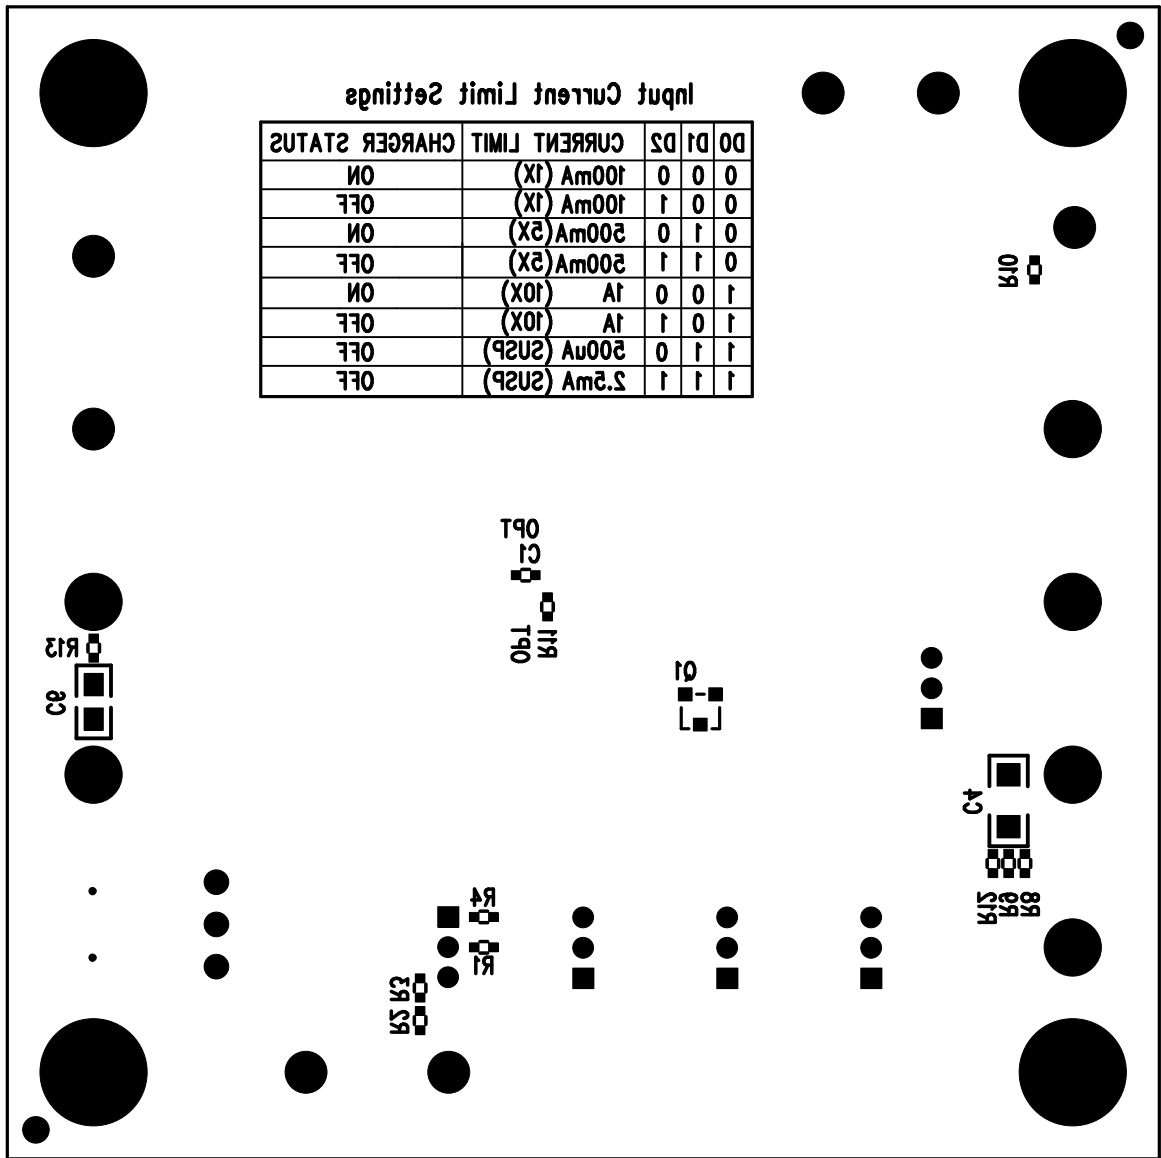 Input Current Limit Settings
D0 D1 D2 CURRENT LIMIT CHARGER STATUS
0 0 0 100mA (1X) ON
0 0 1 100mA (1X) OFF
0 1 0 500mA (5X) ON
0 1 1 500mA (5X) OFF
1 0 0 1A (10X) ON
1 0 1 1A (10X) OFF
1 1 0 500uA (SUSP) OFF
1 1 1 2.5mA (SUSP) OFF
R10
OPT
C1
R11
OPT
R13
C6
Q1
C4
R12
R9
R8
R4
R1
R3
R2